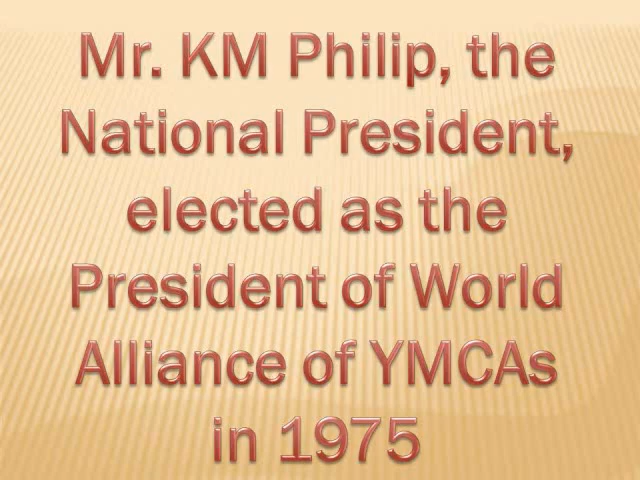 Mr. KM Philip, the
National President,
elected as the
President of World
Alliance of YMCAs
in 1975